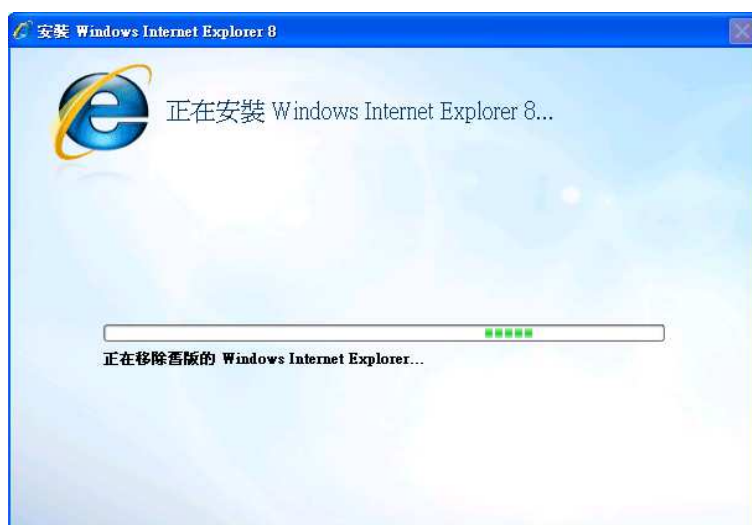 安裝 Windows Internet Explorer 8
正在安裝 Windows Internet Explorer 8...
正在移除舊版的 Windows Internet Explorer...